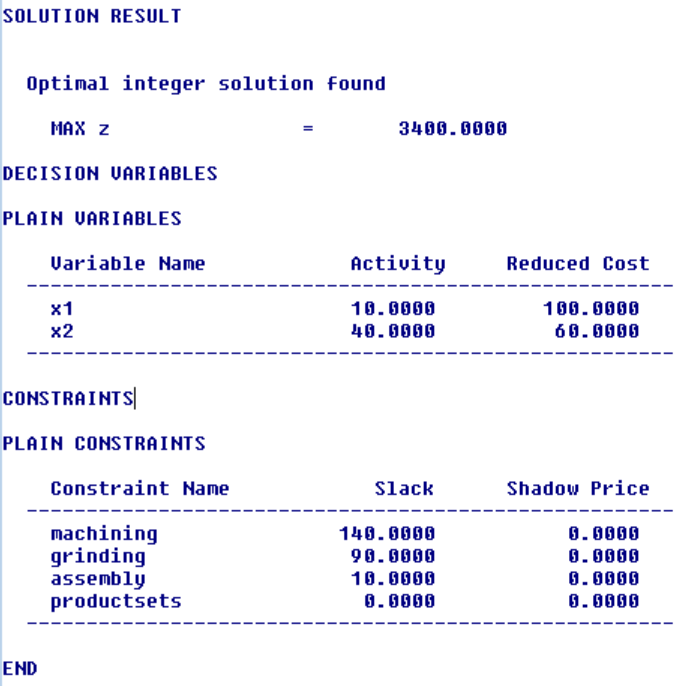 SOLUTION RESULT
Optimal integer solution found
MAX z = 3400.0000
DECISION VARIABLES
PLAIN VARIABLES
Variable Name Activity Reduced Cost
x1 10.0000 100.0000
x2 40.0000 60.0000
CONSTRAINTS
PLAIN CONSTRAINTS
Constraint Name Slack Shadow Price
machining 140.0000 0.0000
grinding 90.0000 0.0000
assembly 10.0000 0.0000
productsets 0.0000 0.0000
END